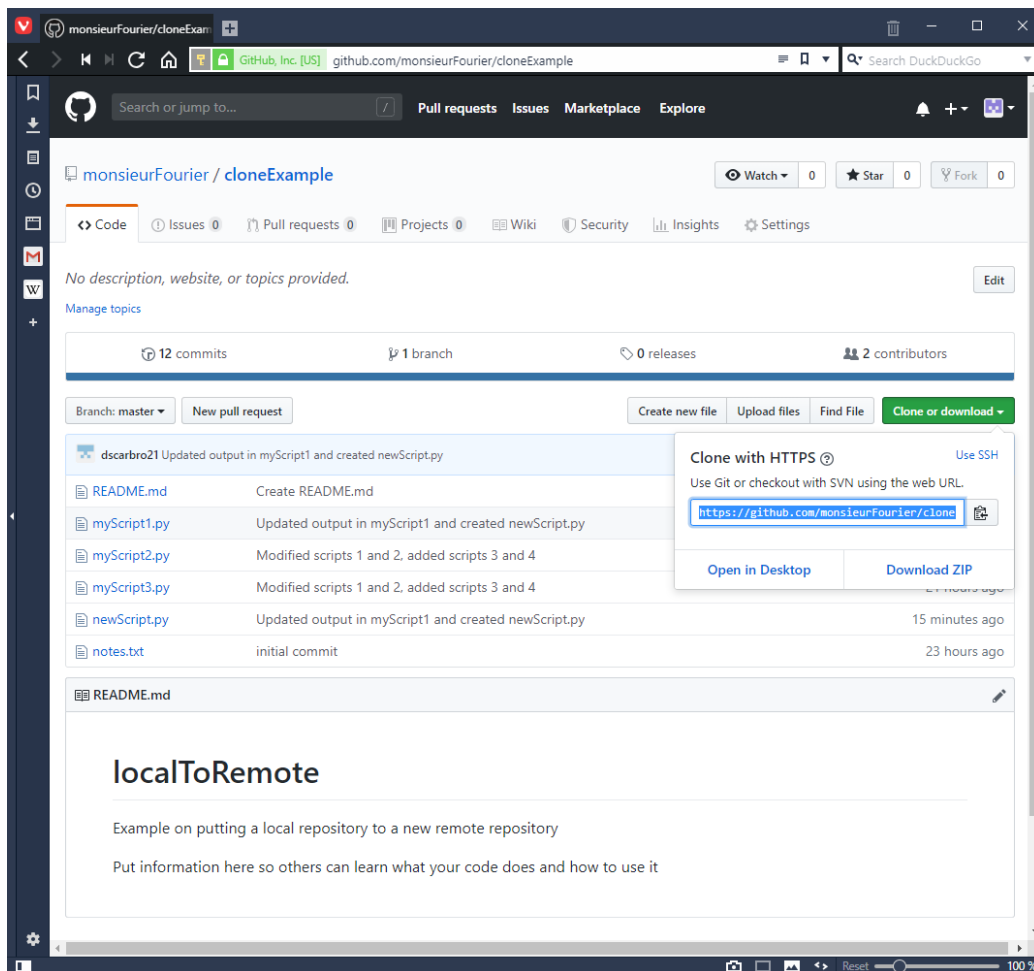 monsieurFourier/cloneExam
GitHub, Inc. [US] github.com/monsieurFourier/cloneExample Search DuckDuckGo
Search or jump to... / Pull requests Issues Marketplace Explore
monsieurFourier / cloneExample Watch 0 Star 0 Fork 0
Code Issues 0 Pull requests 0 Projects 0 Wiki Security Insights Settings
No description, website, or topics provided. Edit
Manage topics
12 commits 1 branch 0 releases 2 contributors
Branch: master New pull request Create new file Upload files Find File Clone or download
dscarbro21 Updated output in myScript1 and created newScript.py
Clone with HTTPS Use SSH
Use Git or checkout with SVN using the web URL.
https://github.com/monsieurFourier/clone
Open in Desktop Download ZIP
README.md Create README.md
myScript1.py Updated output in myScript1 and created newScript.py
myScript2.py Modified scripts 1 and 2, added scripts 3 and 4
myScript3.py Modified scripts 1 and 2, added scripts 3 and 4
newScript.py Updated output in myScript1 and created newScript.py 15 minutes ago
notes.txt initial commit 23 hours ago
README.md
localToRemote
Example on putting a local repository to a new remote repository
Put information here so others can learn what your code does and how to use it
Reset 100 %